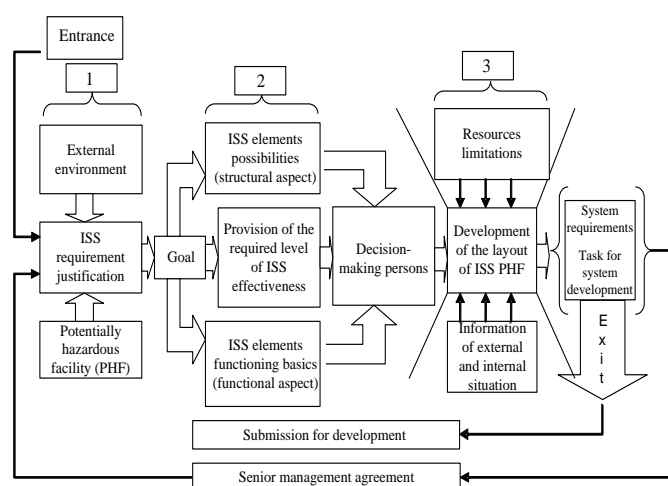 Entrance
1
2
3
External
environment
ISS elements
possibilities
(structural aspect)
Resources
limitations
ISS
requirement
justification
Goal
Provision of the
required level
of ISS
effectiveness
Decision-
making persons
Development
of the layout
of ISS PHF
System
requirements
Task for
system
development
Potentially
hazardous
facility (PHF)
ISS elements
functioning basics
(functional aspect)
Information
of external
and internal
situation
E
x
i
t
Submission for development
Senior management agreement